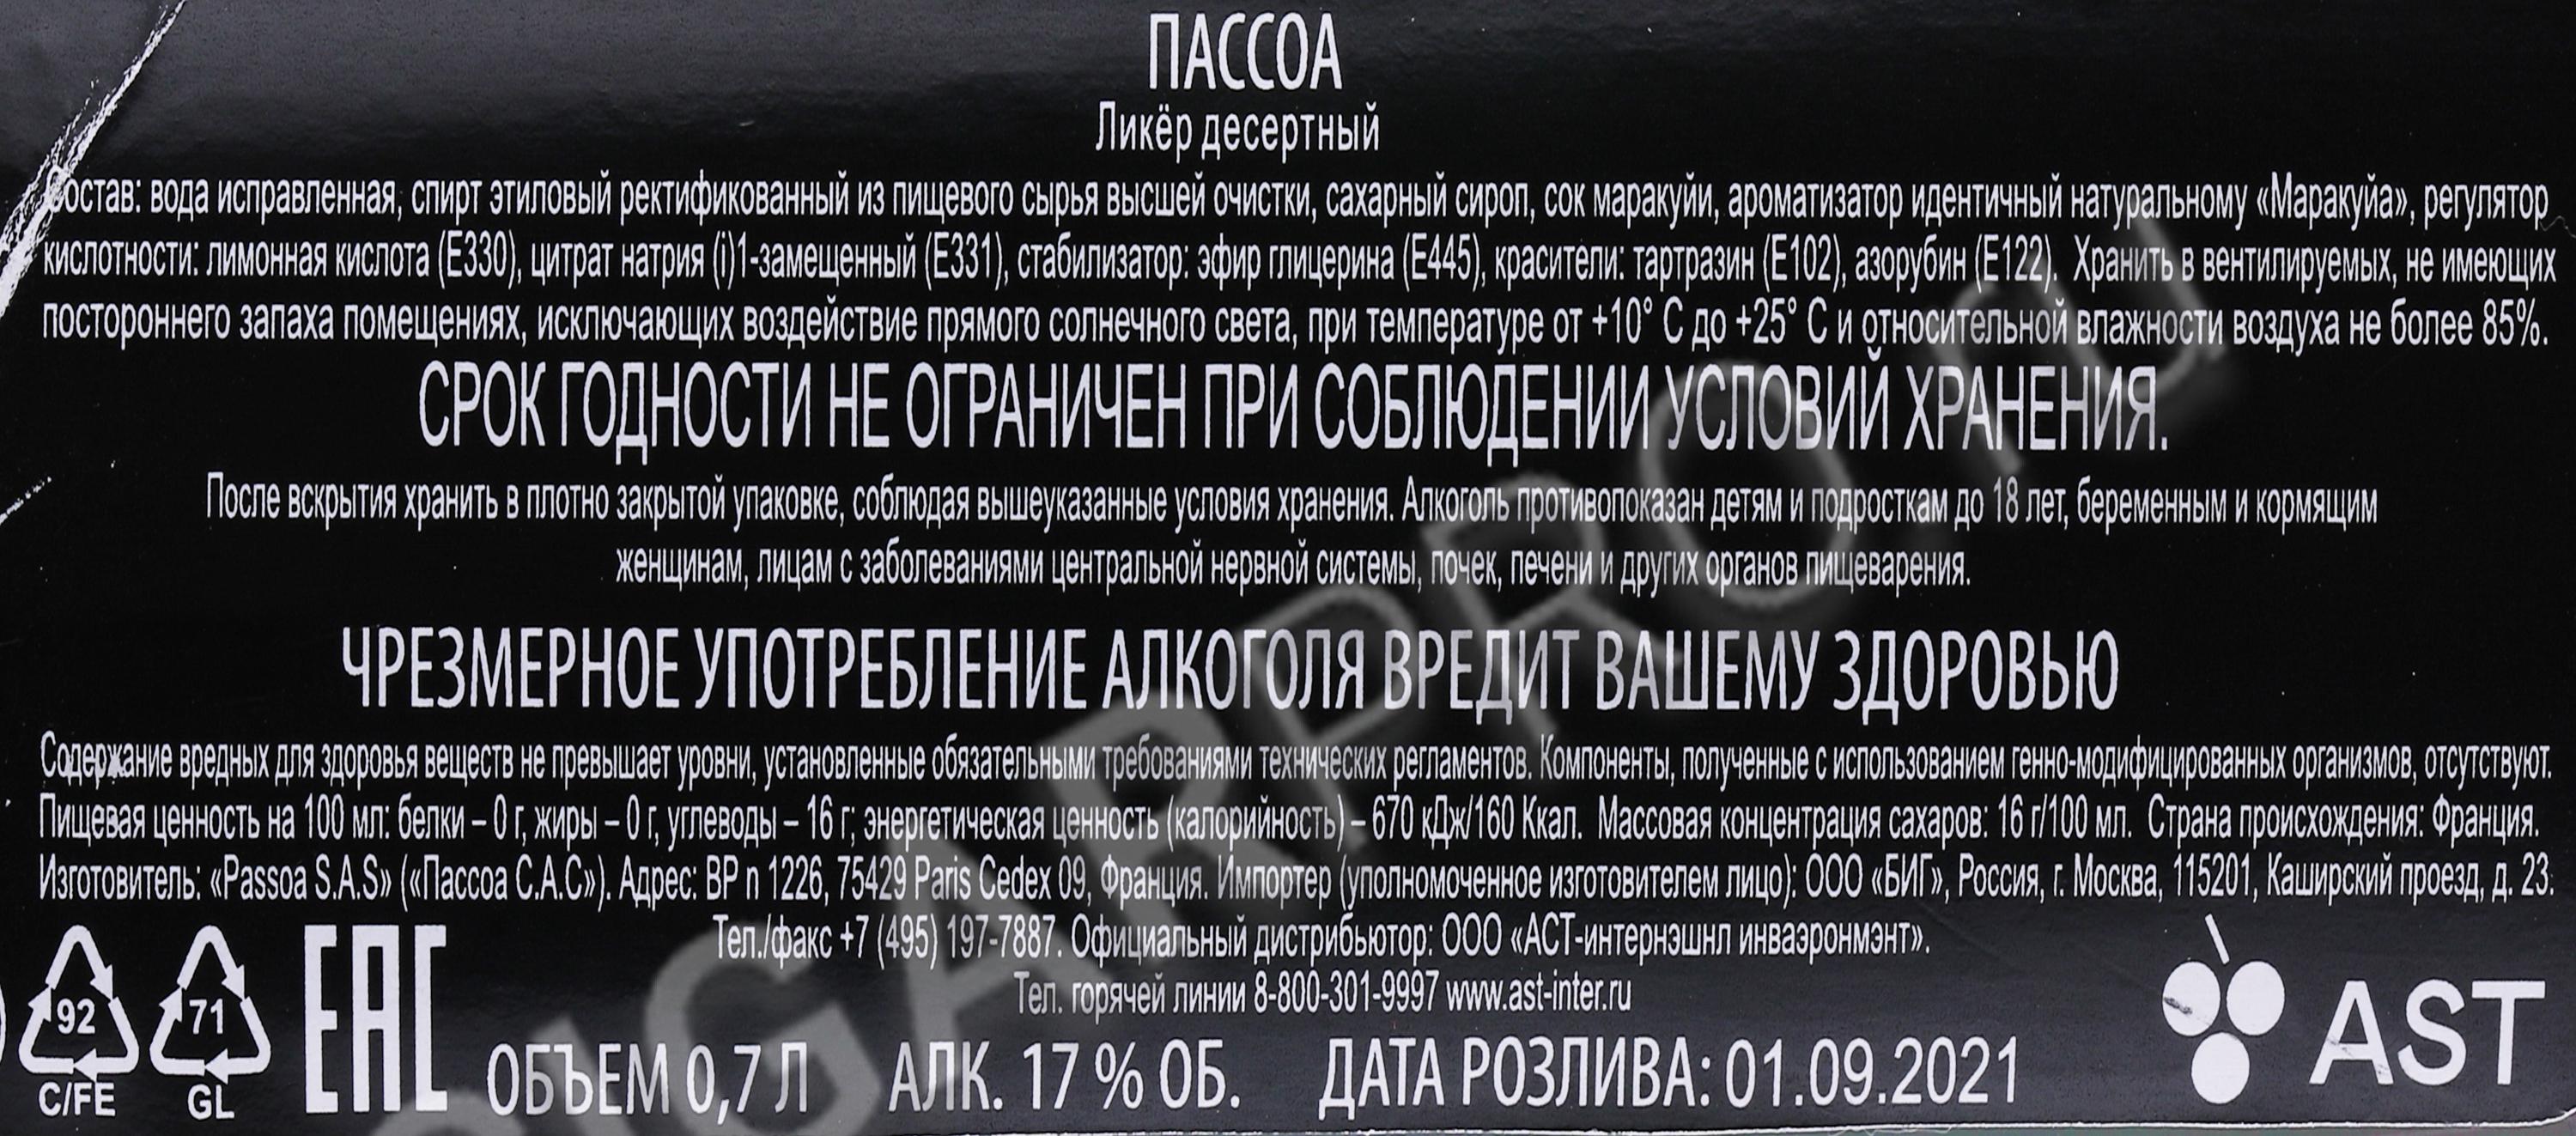 ПАССОА
Ликёр десертный
Состав: вода исправленная, спирт этиловый ректификованный из пищевого сырья высшей очистки, сахарный сироп, сок маракуйи, ароматизатор идентичный натуральному «Маракуйа», регулятор
кислотности: лимонная кислота (Е330), цитрат натрия (i)1-замещенный (Е331), стабилизатор: эфир глицерина (Е445), красители: тартразин (Е102), азорубин (Е122). Хранить в вентилируемых, не имеющих
постороннего запаха помещениях, исключающих воздействие прямого солнечного света, при температуре от +10° С до +25° С и относительной влажности воздуха не более 85%.
СРОК ГОДНОСТИ НЕ ОГРАНИЧЕН ПРИ СОБЛЮДЕНИИ УСЛОВИЙ ХРАНЕНИЯ.
После вскрытия хранить в плотно закрытой упаковке, соблюдая вышеуказанные условия хранения. Алкоголь противопоказан детям и подросткам до 18 лет, беременным и кормящим
женщинам, лицам с заболеваниями центральной нервной системы, почек, печени и других органов пищеварения.
ЧРЕЗМЕРНОЕ УПОТРЕБЛЕНИЕ АЛКОГОЛЯ ВРЕДИТ ВАШЕМУ ЗДОРОВЬЮ
Содержание вредных для здоровья веществ не превышает уровни, установленные обязательными требованиями технических регламентов. Компоненты, полученные с использованием генно-модифицированных организмов, отсутствуют.
Пищевая ценность на 100 мл: белки – 0 г, жиры – 0 г, углеводы – 16 г; энергетическая ценность (калорийность) – 670 кДж/160 Ккал. Массовая концентрация сахаров: 16 г/100 мл. Страна происхождения: Франция.
Изготовитель: «Passoa S.A.S» («Пассоа С.А.С»). Адрес: BP n 1226, 75429 Paris Cedex 09, Франция. Импортер (уполномоченное изготовителем лицо): ООО «БИГ», Россия, г. Москва, 115201, Каширский проезд, д. 23.
Тел./факс +7 (495) 197-7887. Официальный дистрибьютор: ООО «АСТ-интернэшнл инваэронмэнт».
Тел. горячей линии 8-800-301-9997 www.ast-inter.ru
92 71 EAC
C/FE GL
ОБЪЕМ 0,7 Л АЛК. 17 % ОБ. ДАТА РОЗЛИВА: 01.09.2021
AST
CIGARPRO.ru